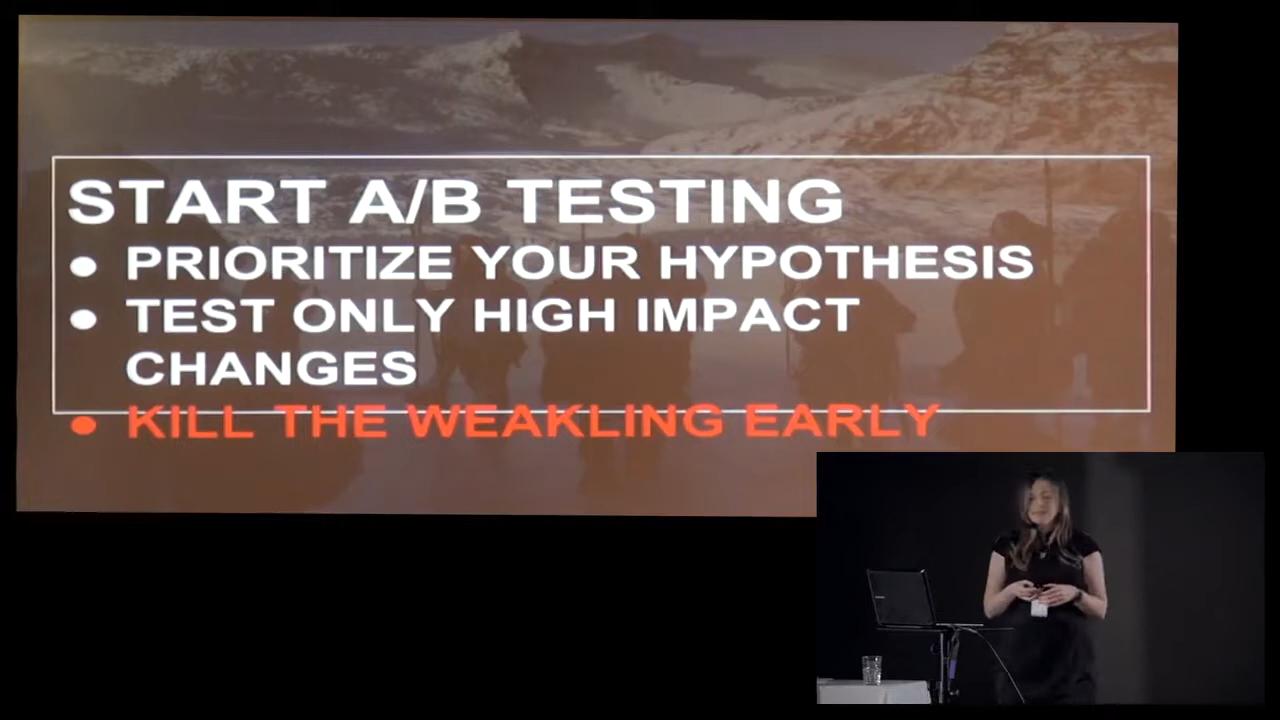 START A/B TESTING
● PRIORITIZE YOUR HYPOTHESIS
● TEST ONLY HIGH IMPACT
CHANGES
● KILL THE WEAKLING EARLY